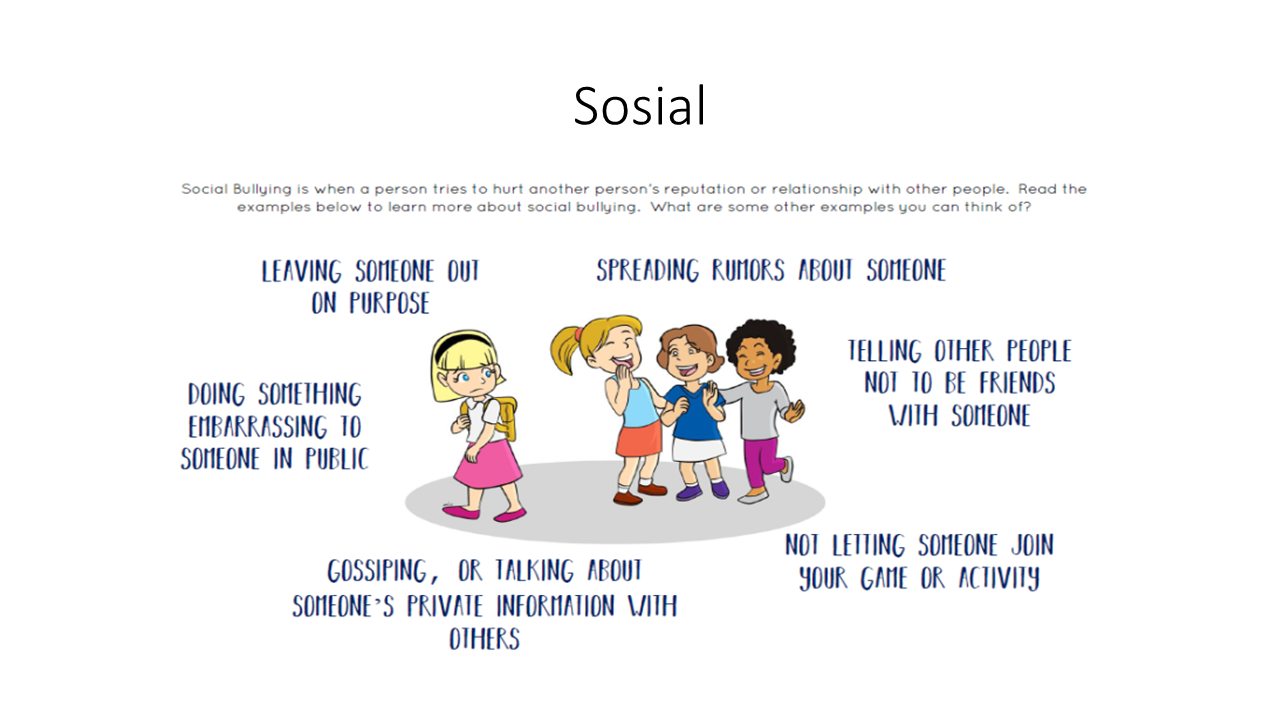 Sosial
Social Bullying is when a person tries to hurt another person's reputation or relationship with other people. Read the
examples below to learn more about social bullying. What are some other examples you can think of?
LEAVING SOMEONE OUT
ON PURPOSE
SPREADING RUMORS ABOUT SOMEONE
TELLING OTHER PEOPLE
NOT TO BE FRIENDS
WITH SOMEONE
DOING SOMETHING
EMBARRASSING TO
SOMEONE IN PUBLIC
NOT LETTING SOMEONE JOIN
YOUR GAME OR ACTIVITY
GOSSIPING, OR TALKING ABOUT
SOMEONE'S PRIVATE INFORMATION WITH
OTHERS